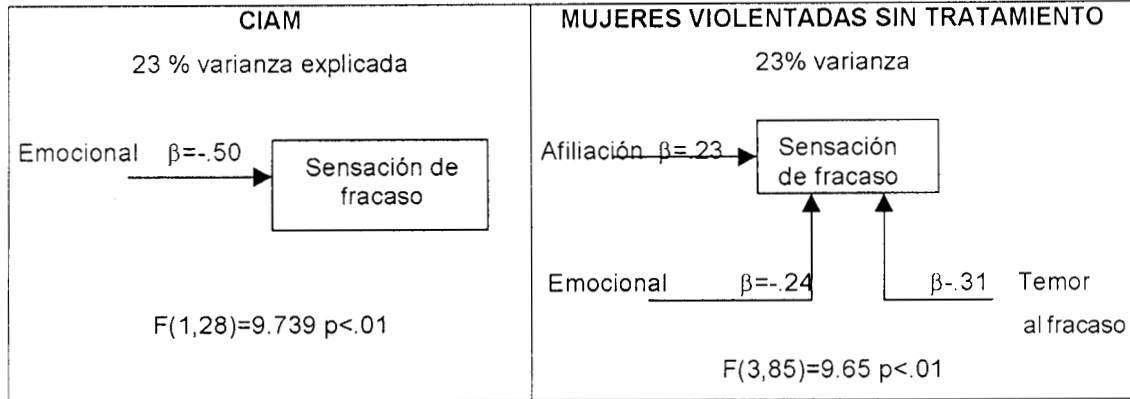 CIAM
23 % varianza explicada
Emocional β=-.50
Sensación de
fracaso
F(1,28)=9.739 p<.01
MUJERES VIOLENTADAS SIN TRATAMIENTO
23% varianza
Afiliación β=.23
Sensación
de fracaso
Emocional β=-.24
β-.31 Temor
al fracaso
F(3,85)=9.65 p<.01